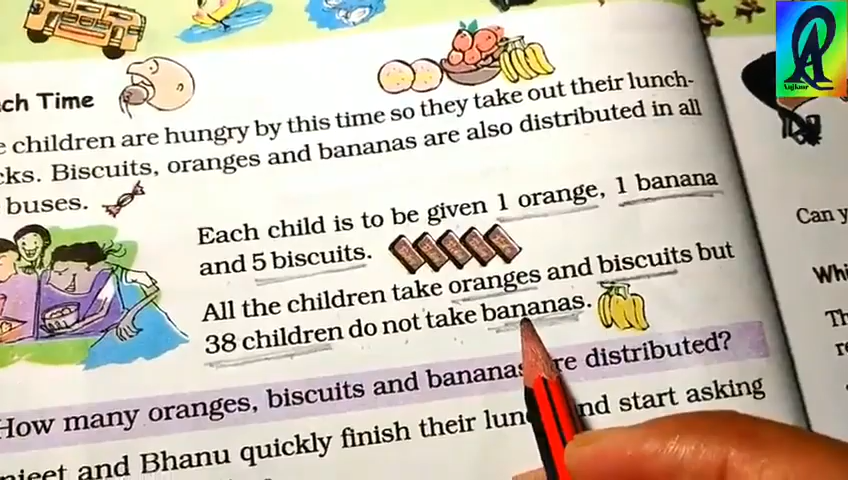 ch Time
e children are hungry by this time so they take out their lunch-
cks. Biscuits, oranges and bananas are also distributed in all
buses.
Each child is to be given 1 orange, 1 banana
and 5 biscuits.
All the children take oranges and biscuits but
38 children do not take bananas.
How many oranges, biscuits and bananas are distributed?
njeet and Bhanu quickly finish their lun nd start asking
Can y
Whi
Th
re